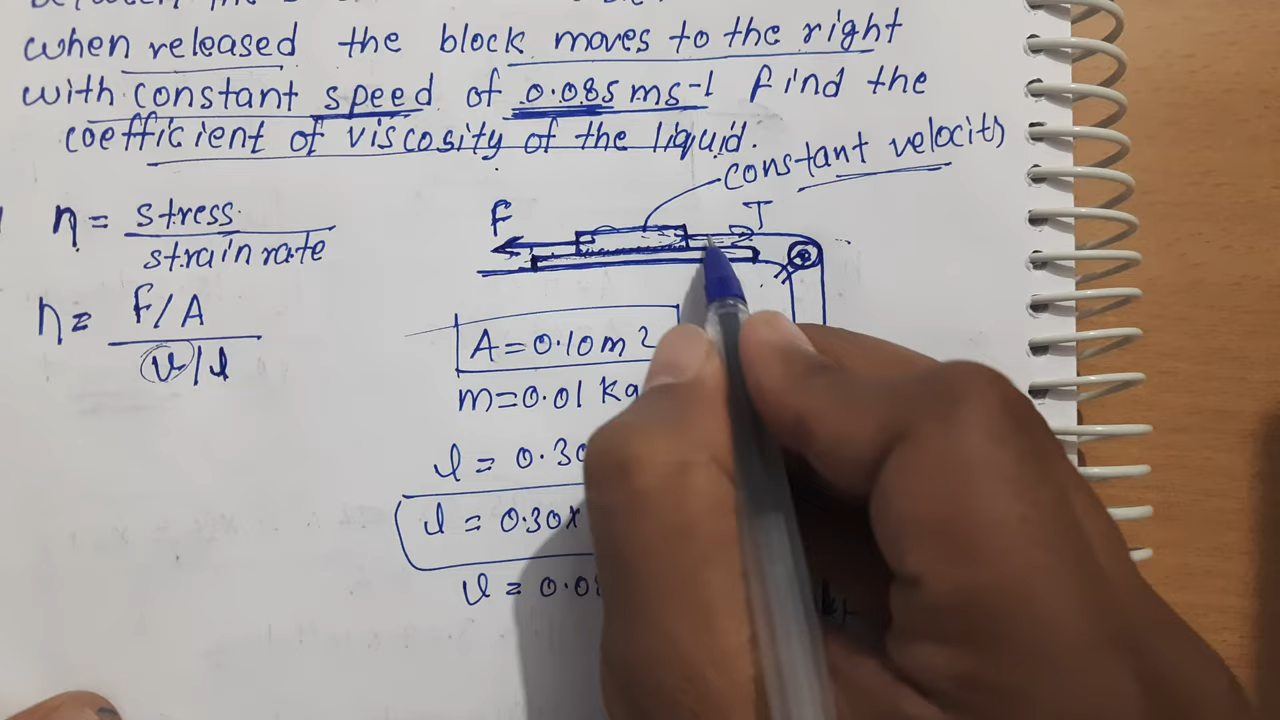 when released the block moves to the right
with constant speed of 0.085 ms-1 find the
coefficient of viscosity of the liquid.
constant velocity
η = stress / strain rate
F
T
η = F/A / v/l
A = 0.10 m2
m = 0.01 kg
l = 0.30
l = 0.30x
v = 0.08